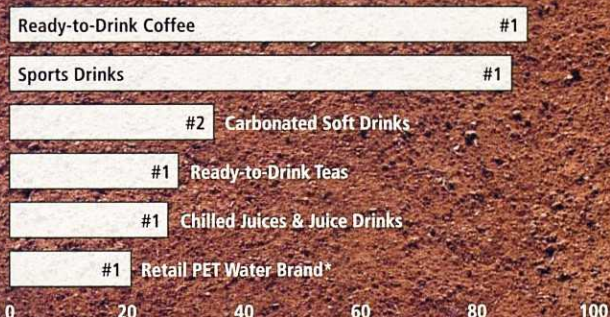 Ready-to-Drink Coffee #1
Sports Drinks #1
#2 Carbonated Soft Drinks
#1 Ready-to-Drink Teas
#1 Chilled Juices & Juice Drinks
#1 Retail PET Water Brand*
0 20 40 60 80 100